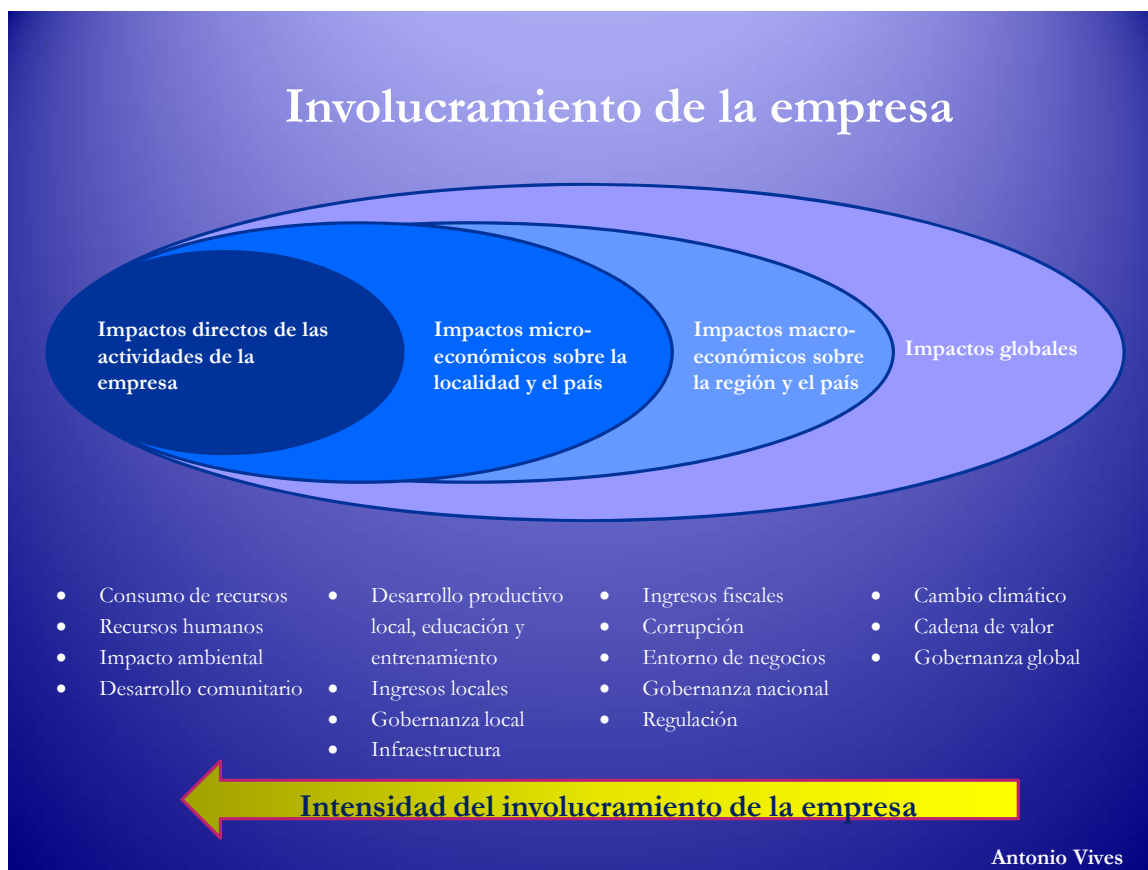 Involucramiento de la empresa
Impactos directos de las
actividades de la
empresa
Impactos micro-
económicos sobre la
localidad y el país
Impactos macro-
económicos sobre
la región y el país
Impactos globales
• Consumo de recursos
• Recursos humanos
• Impacto ambiental
• Desarrollo comunitario
• Desarrollo productivo
local, educación y
entrenamiento
• Ingresos locales
• Gobernanza local
• Infraestructura
• Ingresos fiscales
• Corrupción
• Entorno de negocios
• Gobernanza nacional
• Regulación
• Cambio climático
• Cadena de valor
• Gobernanza global
Intensidad del involucramiento de la empresa
Antonio Vives